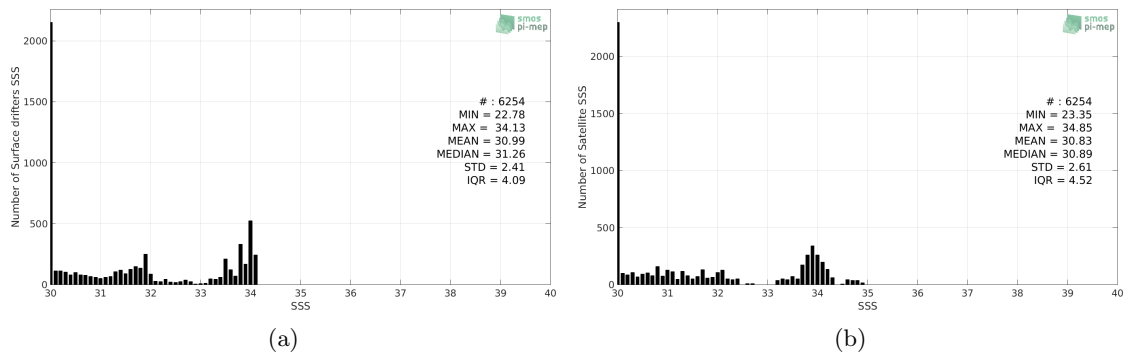 smos
pi-mep
2000
1500
1000
500
0
Number of Surface drifters SSS
# : 6254
MIN = 22.78
MAX = 34.13
MEAN = 30.99
MEDIAN = 31.26
STD = 2.41
IQR = 4.09
30 31 32 33 34 35 36 37 38 39 40
SSS
(a)
smos
pi-mep
2000
1500
1000
500
0
Number of Satellite SSS
# : 6254
MIN = 23.35
MAX = 34.85
MEAN = 30.83
MEDIAN = 30.89
STD = 2.61
IQR = 4.52
30 31 32 33 34 35 36 37 38 39 40
SSS
(b)